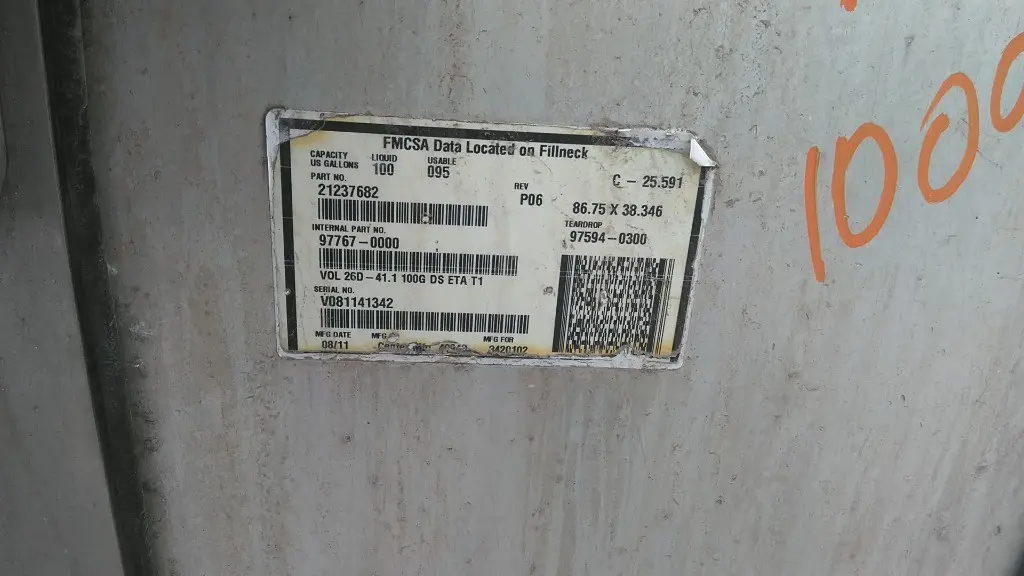 FMCSA Data Located on Fillneck
CAPACITY US GALLONS
LIQUID 100
USABLE 095
C - 25.591
PART NO.
21237682
REV P06
86.75 X 38.346
INTERNAL PART NO.
97767-0000
TEARDROP
97594-0300
VOL 26D-41.1 100G DS ETA T1
SERIAL NO.
V081141342
MFG DATE
08/11
MFG
MFG FOR
3420102
100